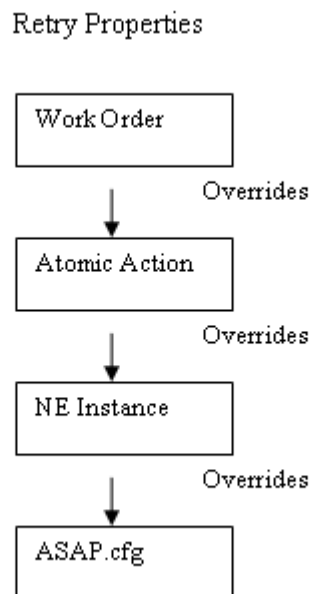 Retry Properties
Work Order
Overrides
Atomic Action
Overrides
NE Instance
Overrides
ASAP.cfg